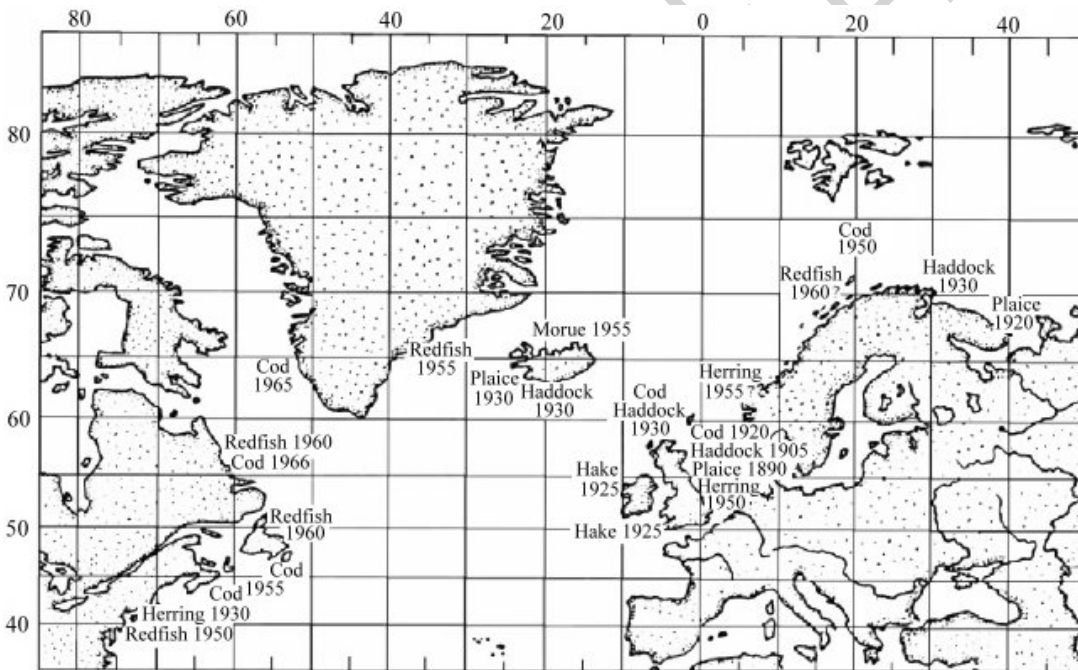 80 60 40 20 0 20 40
80
Cod
1950
Redfish
1960?
Haddock
1930
Plaice
1920
70
Morue 1955
Redfish
1955
Cod
1965
Plaice
1930
Haddock
1930
Herring
1955??
60
Cod
Haddock
1930
Cod 1920
Haddock 1905
Plaice 1890
Herring
1950
Redfish 1960
Cod 1966
Hake
1925
Hake 1925
50
Redfish
1960
Cod
1955
Cod
Herring 1930
Redfish 1950
40